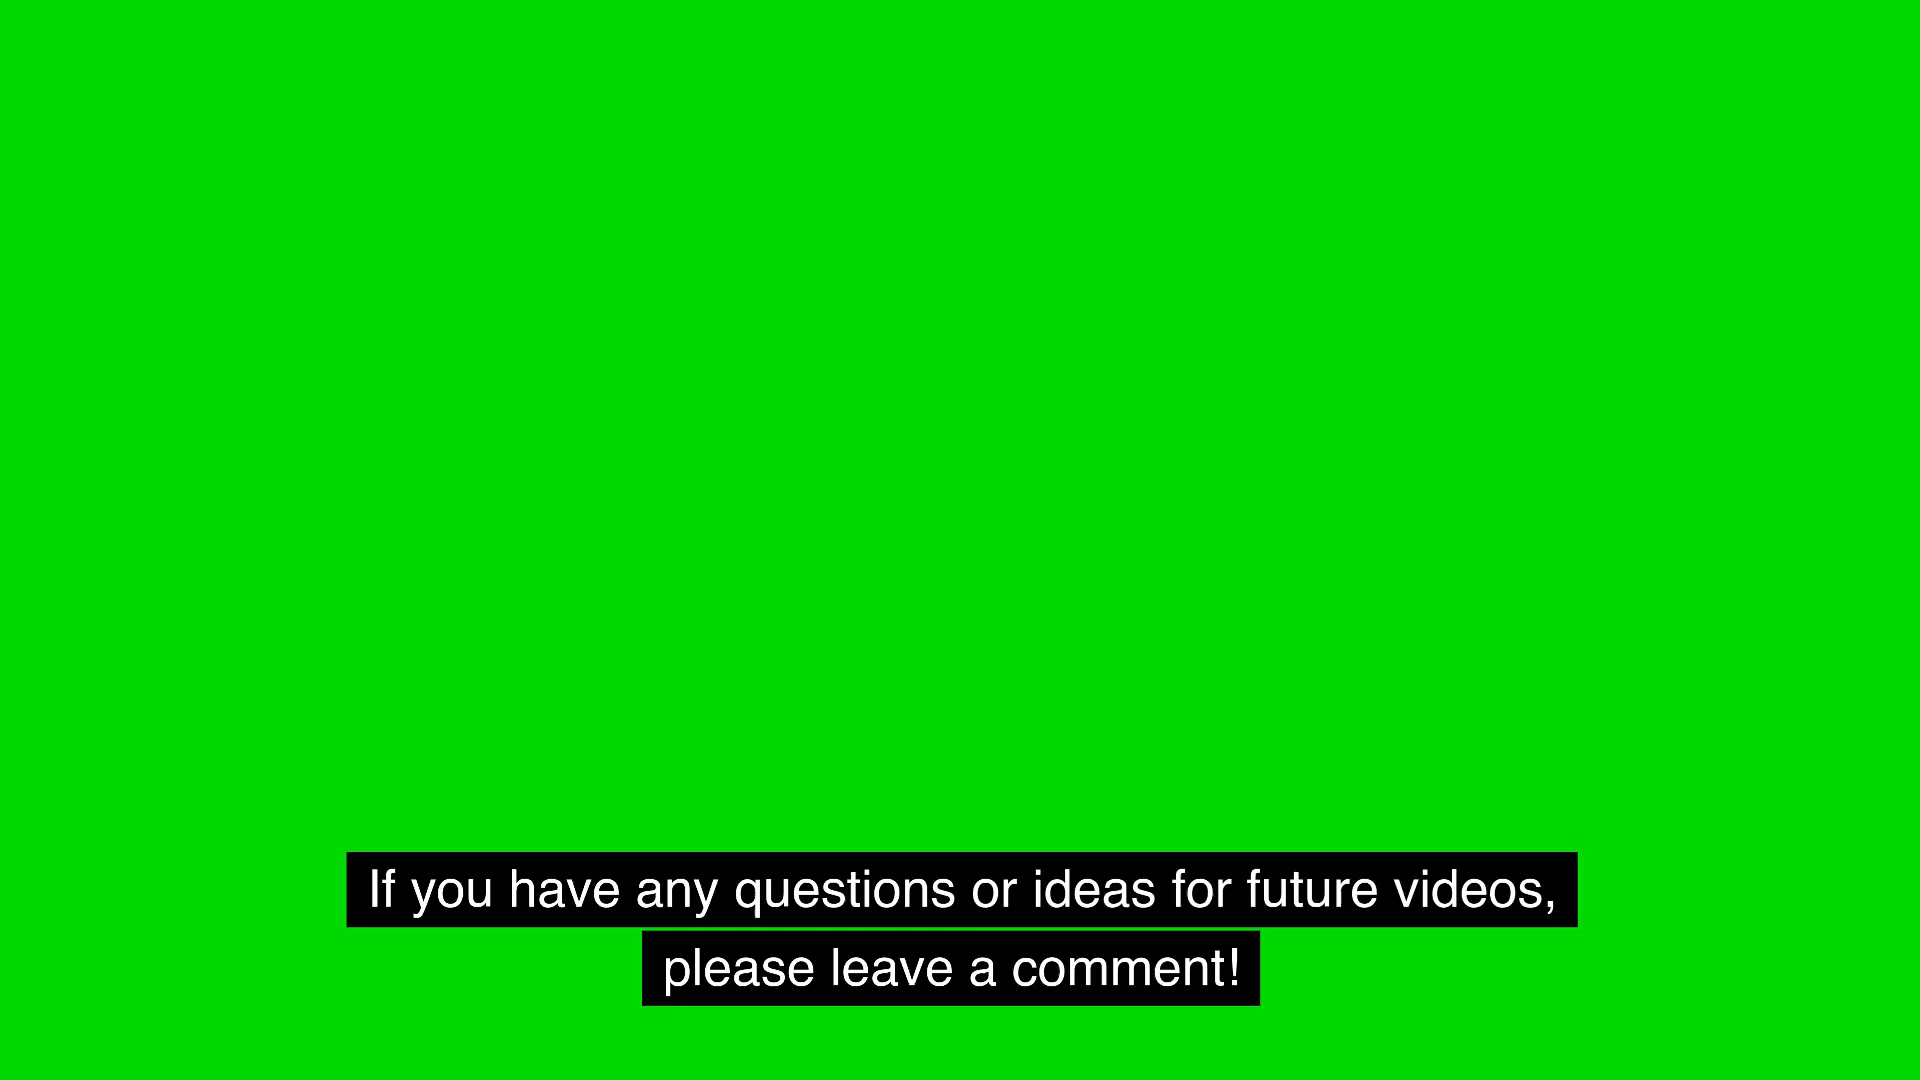 If you have any questions or ideas for future videos,
please leave a comment!